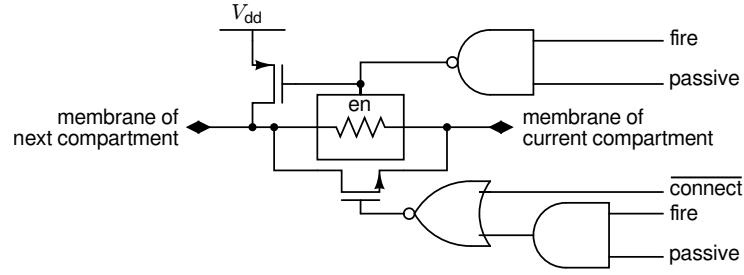 Vdd
fire
passive
en
membrane of
next compartment
membrane of
current compartment
connect
fire
passive